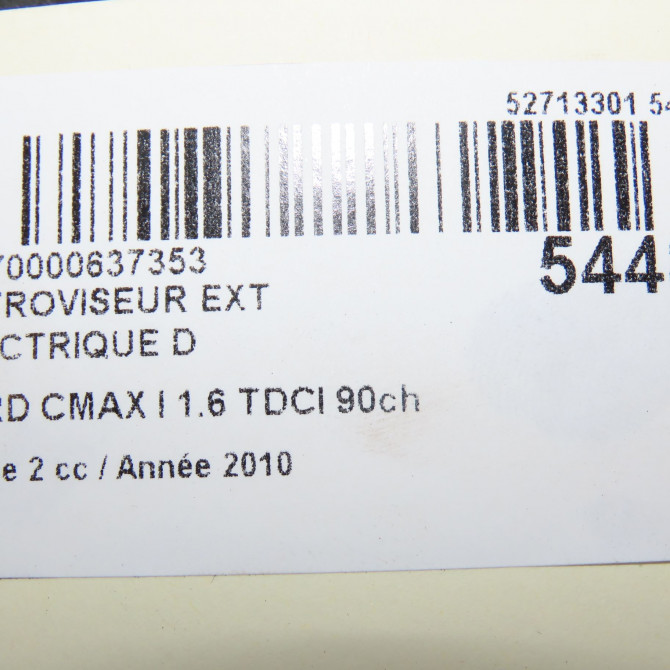 52713301 54
70000637353
544
TROVISEUR EXT
CTRIQUE D
RD CMAX I 1.6 TDCI 90ch
e 2 cc / Année 2010